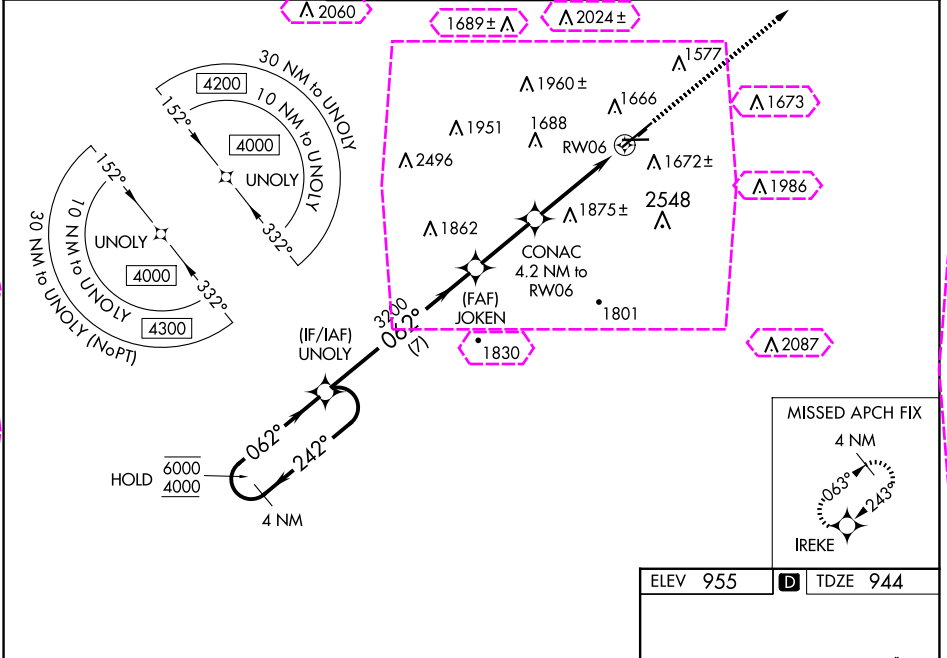 2060
1689±
2024±
30 NM to UNOLY
4200
10 NM to UNOLY
152°
4000
UNOLY
332°
1577
1960±
1666
1673
1951
1688
RW06
2496
1672±
1986
1875±
2548
1862
152°
UNOLY
4000
10 NM to UNOLY
332°
4300
30 NM to UNOLY (NoPT)
CONAC
4.2 NM to
RW06
(FAF)
JOKEN
1801
3200
062°
(7)
1830
2087
(IF/IAF)
UNOLY
062°
242°
HOLD
6000
4000
4 NM
MISSED APCH FIX
4 NM
063°
243°
IREKE
ELEV 955 D TDZE 944